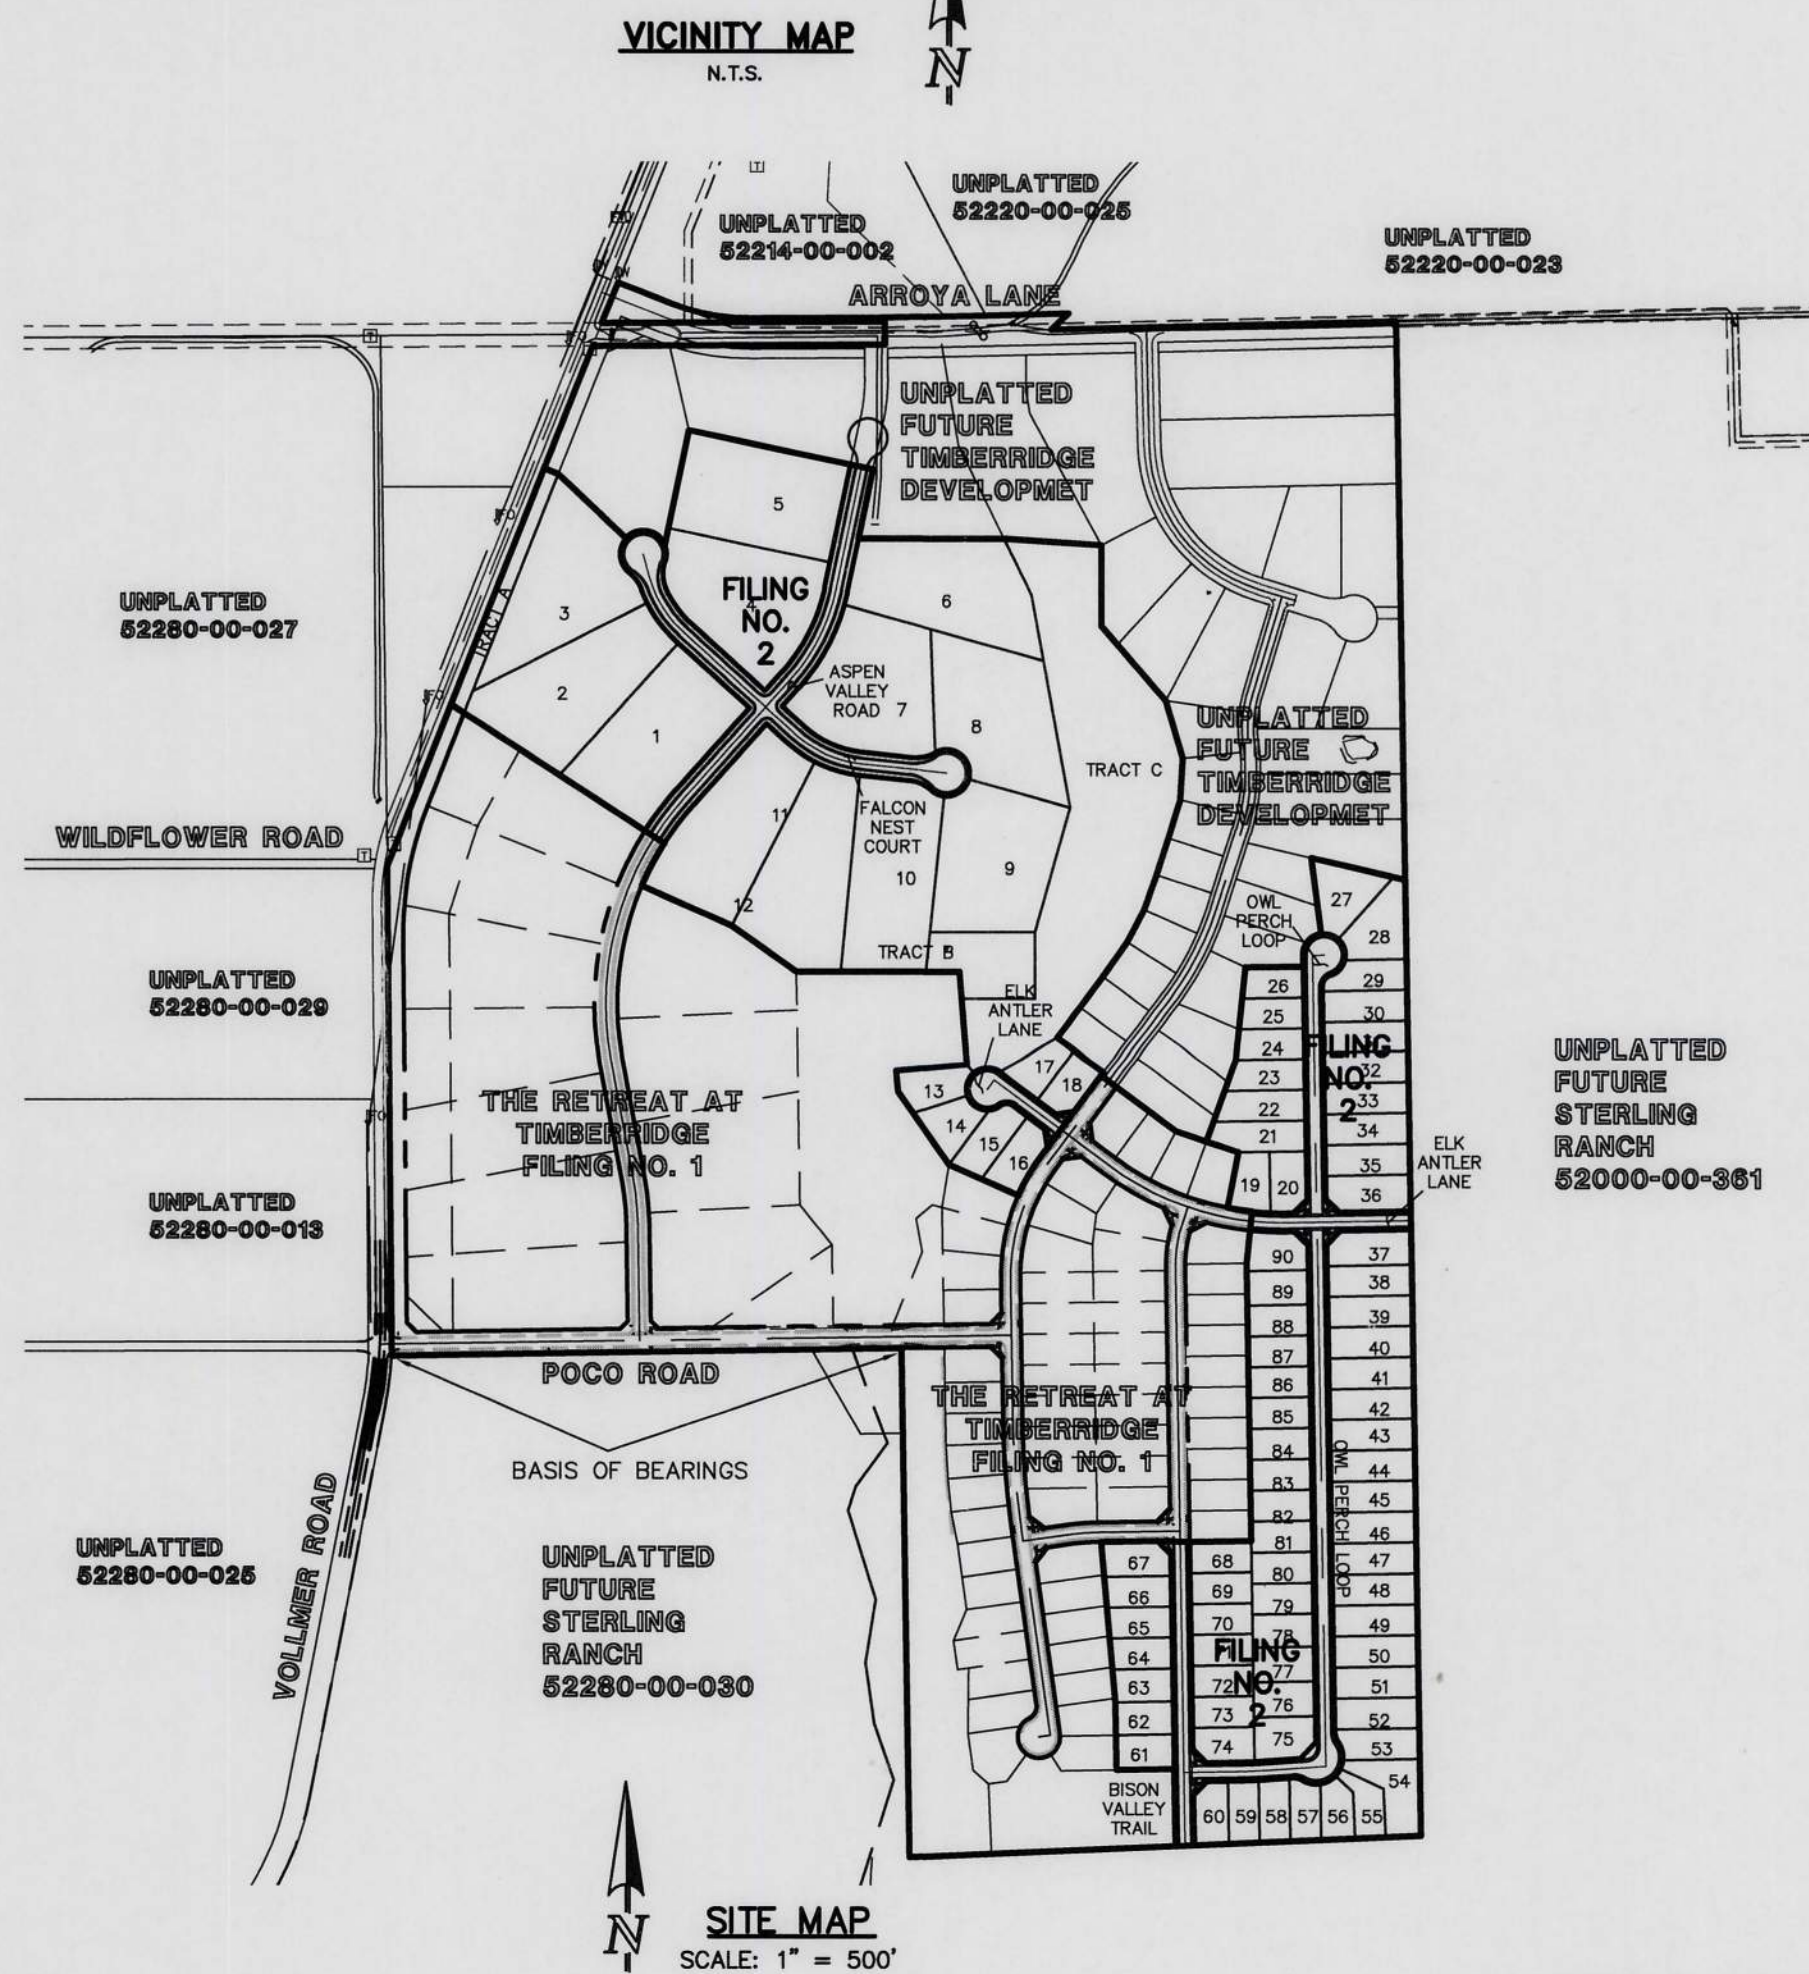 VICINITY MAP
N.T.S.
N
UNPLATTED
52220-00-025
UNPLATTED
52214-00-002
UNPLATTED
52220-00-023
ARROYA LANE
UNPLATTED
FUTURE
TIMBERRIDGE
DEVELOPMET
5
FILING
NO.
2
4
3
2
1
6
TRACT A
UNPLATTED
52280-00-027
ASPEN
VALLEY
ROAD
7
8
TRACT C
UNPLATTED
FUTURE
TIMBERRIDGE
DEVELOPMET
WILDFLOWER ROAD
11
FALCON
NEST
COURT
10
9
12
TRACT B
OWL
PERCH
LOOP
27
28
29
30
26
25
24
23
22
21
FILING
NO.
2
32
33
34
35
36
19
20
UNPLATTED
52280-00-029
ELK
ANTLER
LANE
17
18
13
14
15
16
THE RETREAT AT
TIMBERRIDGE
FILING NO. 1
UNPLATTED
FUTURE
STERLING
RANCH
52000-00-361
ELK
ANTLER
LANE
UNPLATTED
52280-00-013
90
89
88
87
86
85
84
83
82
81
80
79
78
77
76
75
37
38
39
40
41
42
43
44
45
46
47
48
49
50
51
52
53
54
OWL PERCH LOOP
POCO ROAD
THE RETREAT AT
TIMBERRIDGE
FILING NO. 1
BASIS OF BEARINGS
VOLLMER ROAD
UNPLATTED
52280-00-025
UNPLATTED
FUTURE
STERLING
RANCH
52280-00-030
67
66
65
64
63
62
61
68
69
70
72
73
74
FILING
NO.
2
BISON
VALLEY
TRAIL
60 59 58 57 56 55
N
SITE MAP
SCALE: 1" = 500'